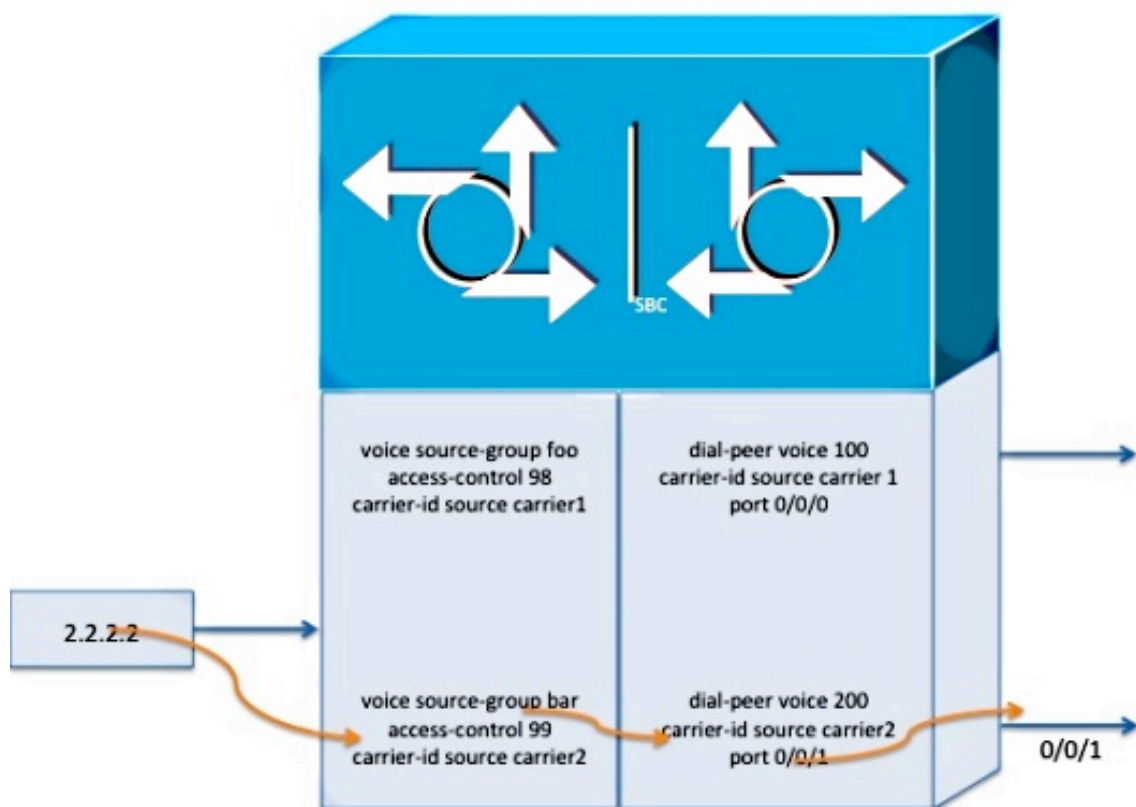 SBC
voice source-group foo
access-control 98
carrier-id source carrier1
dial-peer voice 100
carrier-id source carrier 1
port 0/0/0
2.2.2.2
voice source-group bar
access-control 99
carrier-id source carrier2
dial-peer voice 200
carrier-id source carrier2
port 0/0/1
0/0/1